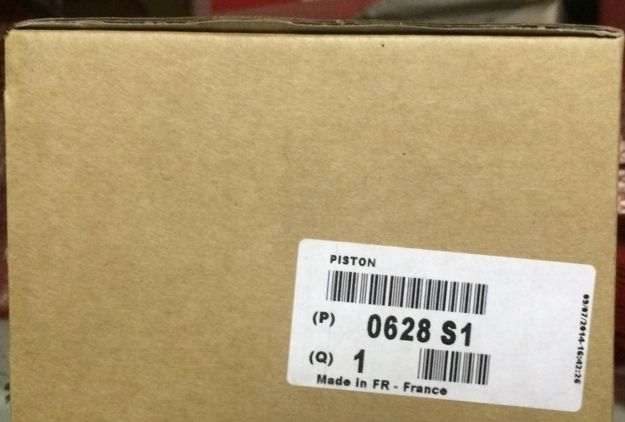 PISTON
(P) 0628 S1
(Q) 1
Made in FR - France